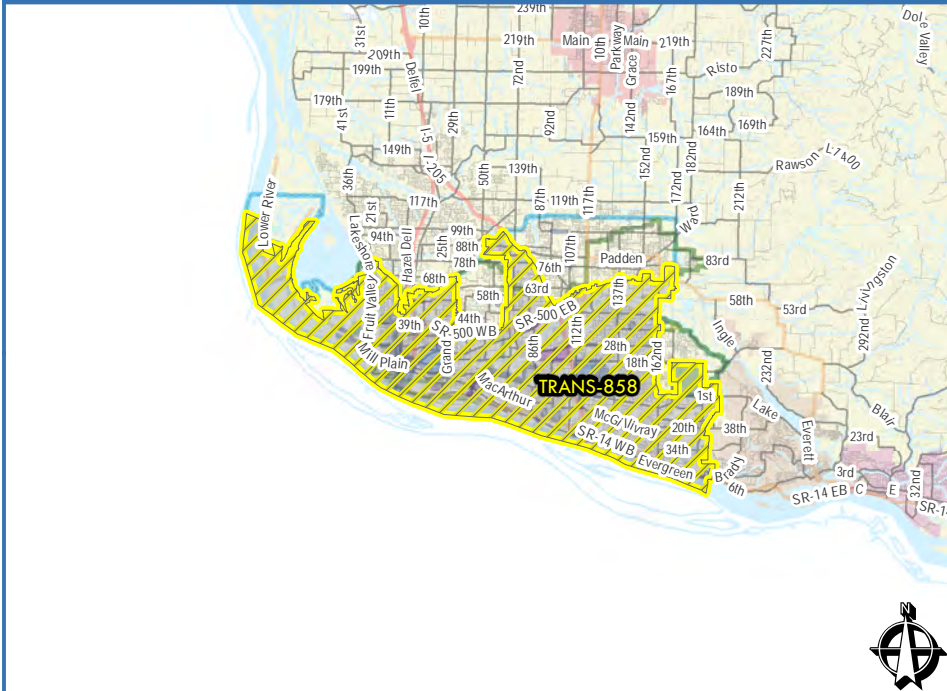 239th
10th
31st
Dole Valley
219th
Main
10th
Parkway
Main
219th
227th
209th
199th
Delfel
72nd
Grace
167th
Risto
179th
41st
11th
29th
92nd
142nd
189th
I-5
159th
164th
169th
149th
I-205
50th
139th
152nd
182nd
Rawson
36th
87th
119th
117th
172nd
212th
Lower River
21st
117th
Ward
94th
Lakeshore
Hazel Dell
99th
88th
25th
78th
107th
Padden
83rd
76th
68th
63rd
137th
58th
58th
53rd
292nd
Fruit Valley
39th
44th
SR-500 WB
SR-500 EB
112th
Ingle
Mill Plain
Grand
86th
28th
18th
162nd
232nd
TRANS-858
MacArthur
1st
Lake
Blair
McGillivray
20th
38th
Everett
23rd
SR-14 WB
34th
Evergreen
Brady
6th
3rd
SR-14 EB
C
E
32nd
N